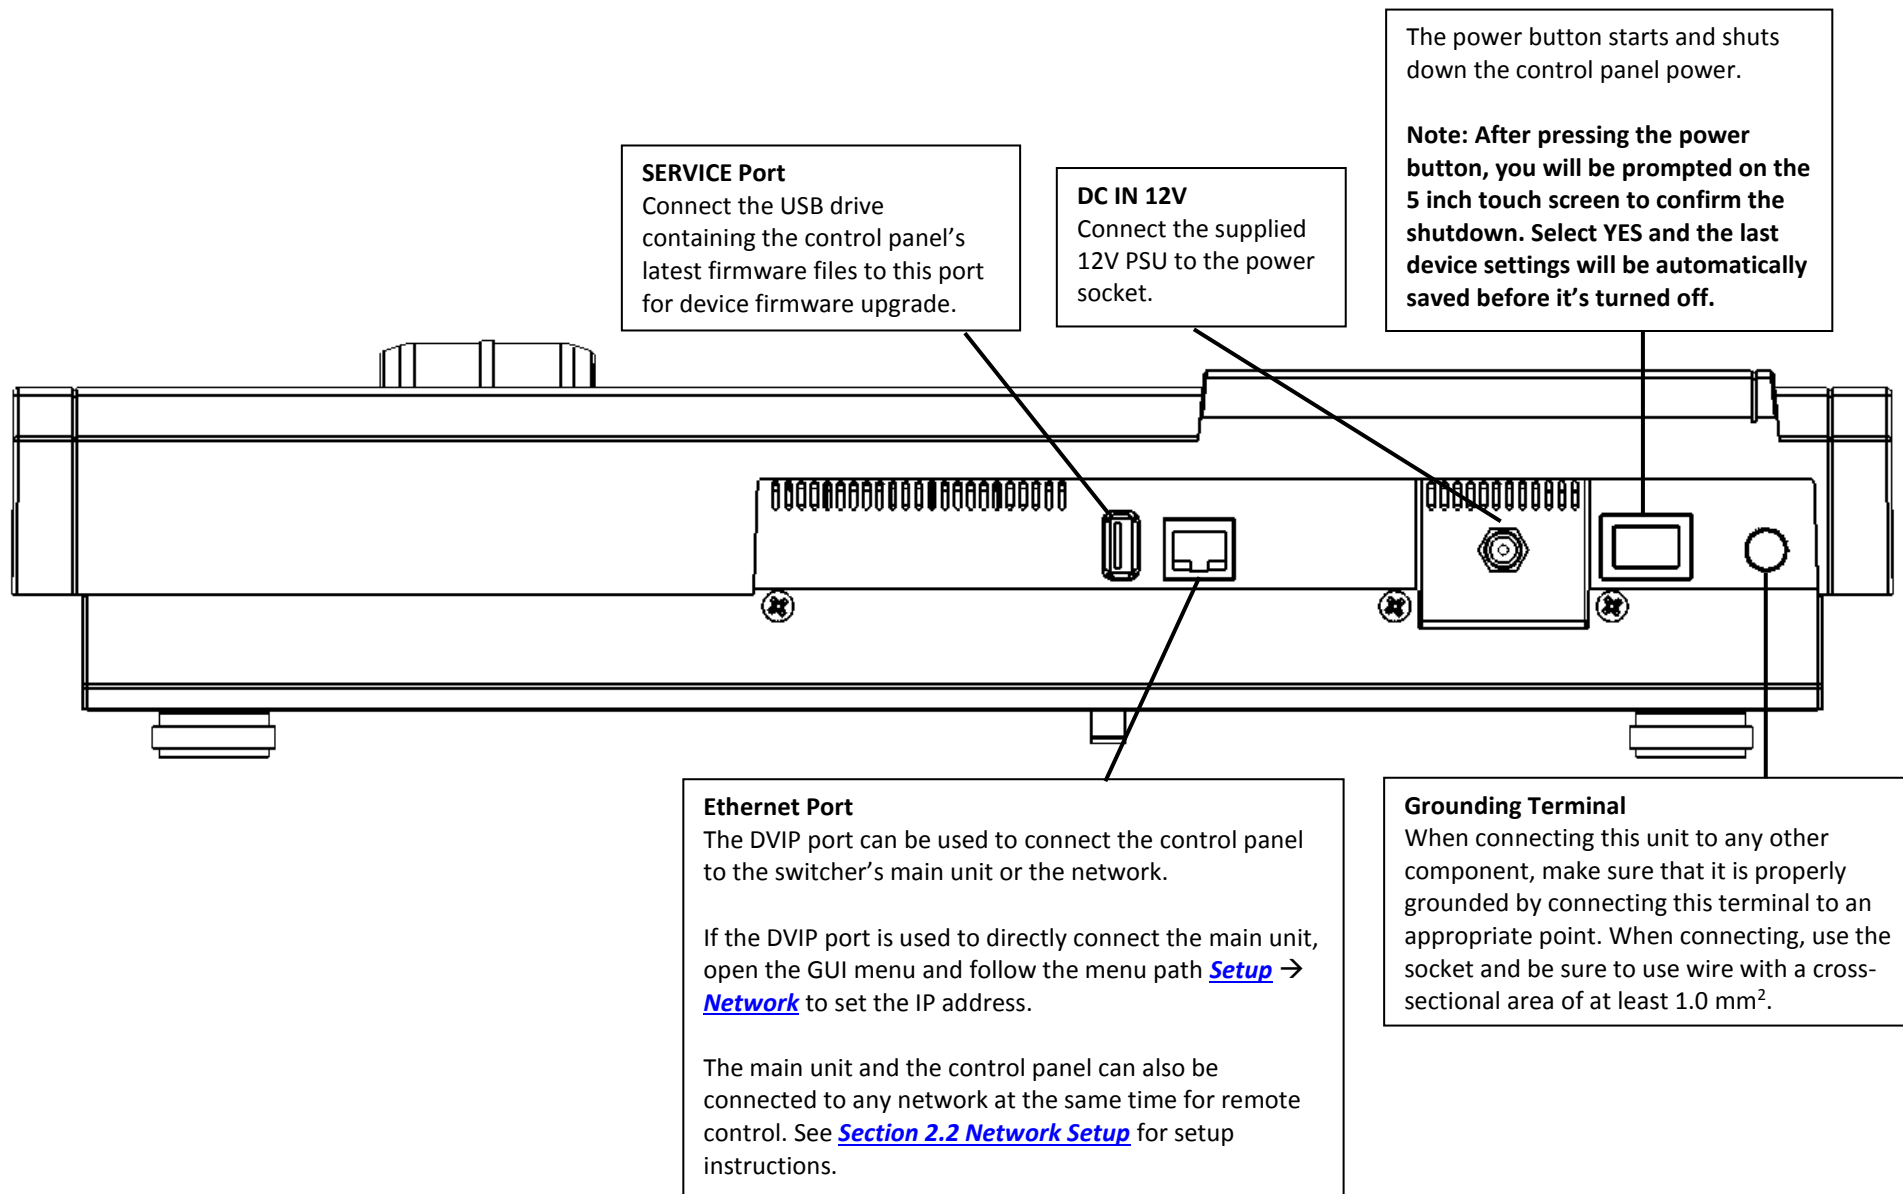 The power button starts and shuts
down the control panel power.
Note: After pressing the power
button, you will be prompted on the
5 inch touch screen to confirm the
shutdown. Select YES and the last
device settings will be automatically
saved before it’s turned off.
SERVICE Port
Connect the USB drive
containing the control panel’s
latest firmware files to this port
for device firmware upgrade.
DC IN 12V
Connect the supplied
12V PSU to the power
socket.
Ethernet Port
The DVIP port can be used to connect the control panel
to the switcher’s main unit or the network.
If the DVIP port is used to directly connect the main unit,
open the GUI menu and follow the menu path Setup →
Network to set the IP address.
The main unit and the control panel can also be
connected to any network at the same time for remote
control. See Section 2.2 Network Setup for setup
instructions.
Grounding Terminal
When connecting this unit to any other
component, make sure that it is properly
grounded by connecting this terminal to an
appropriate point. When connecting, use the
socket and be sure to use wire with a cross-
sectional area of at least 1.0 mm².